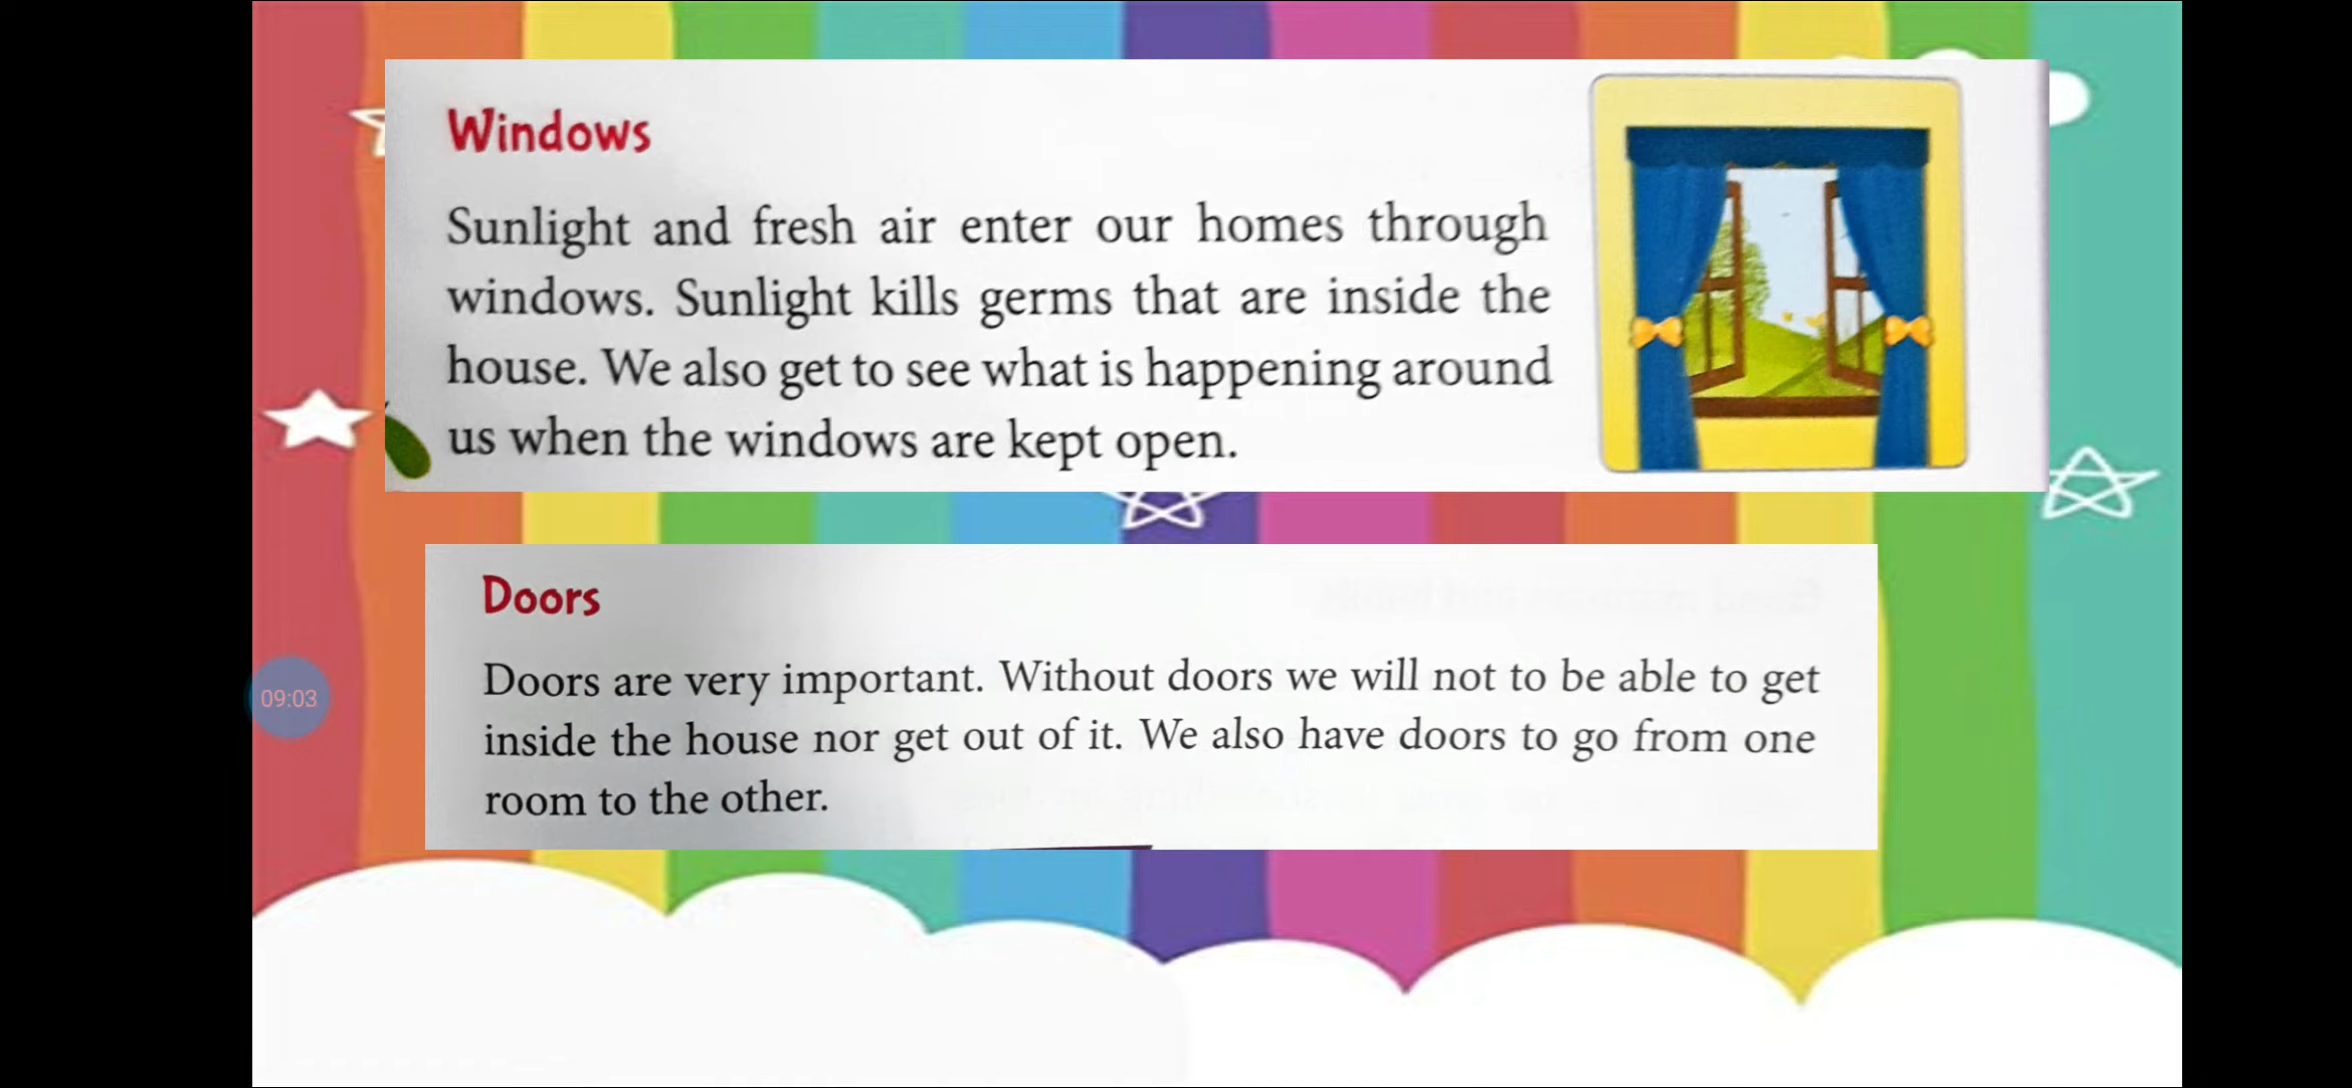 Windows
Sunlight and fresh air enter our homes through
windows. Sunlight kills germs that are inside the
house. We also get to see what is happening around
us when the windows are kept open.
Doors
Doors are very important. Without doors we will not to be able to get
inside the house nor get out of it. We also have doors to go from one
room to the other.
09:03